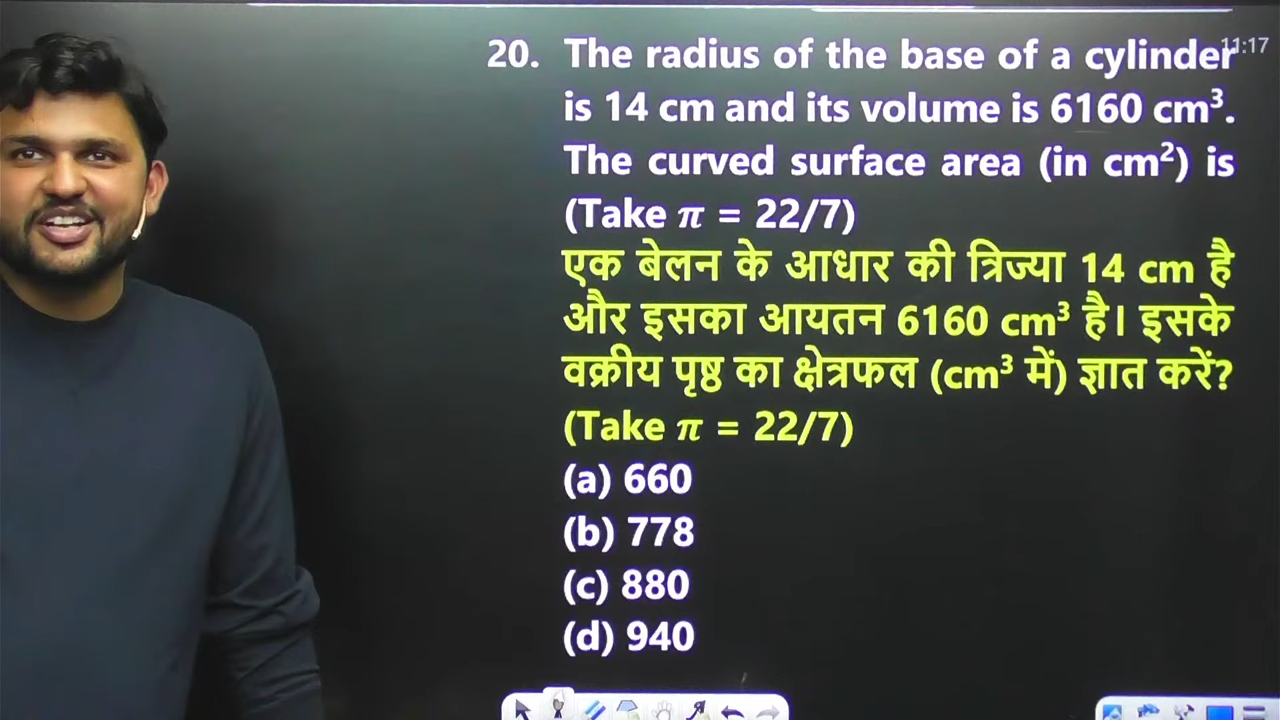 11:17
20. The radius of the base of a cylinder
is 14 cm and its volume is 6160 cm³.
The curved surface area (in cm²) is
(Take π = 22/7)
एक बेलन के आधार की त्रिज्या 14 cm है
और इसका आयतन 6160 cm³ है। इसके
वक्रीय पृष्ठ का क्षेत्रफल (cm³ में) ज्ञात करें?
(Take π = 22/7)
(a) 660
(b) 778
(c) 880
(d) 940